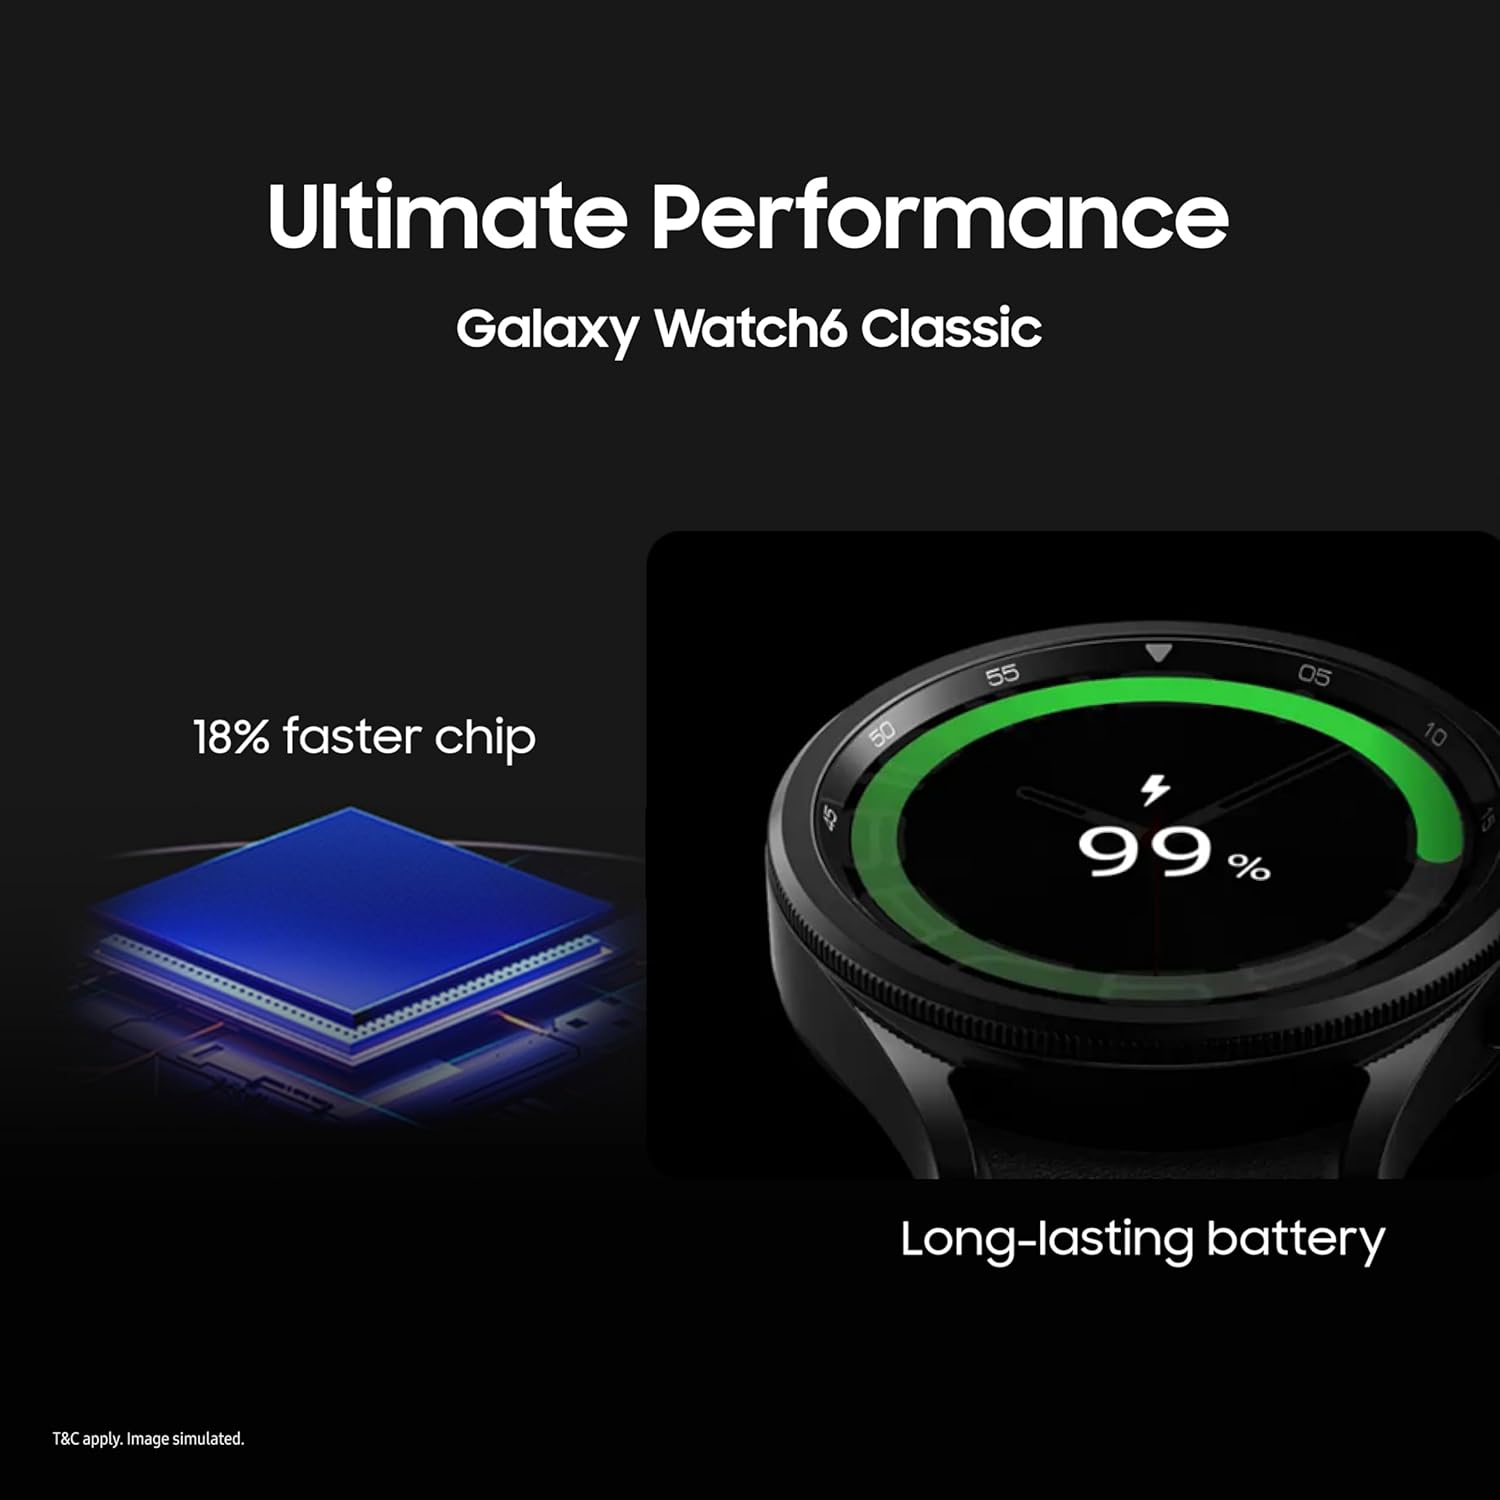 Ultimate Performance
Galaxy Watch6 Classic
18% faster chip
45
50
55
05
10
15
99%
Long-lasting battery
T&C apply. Image simulated.